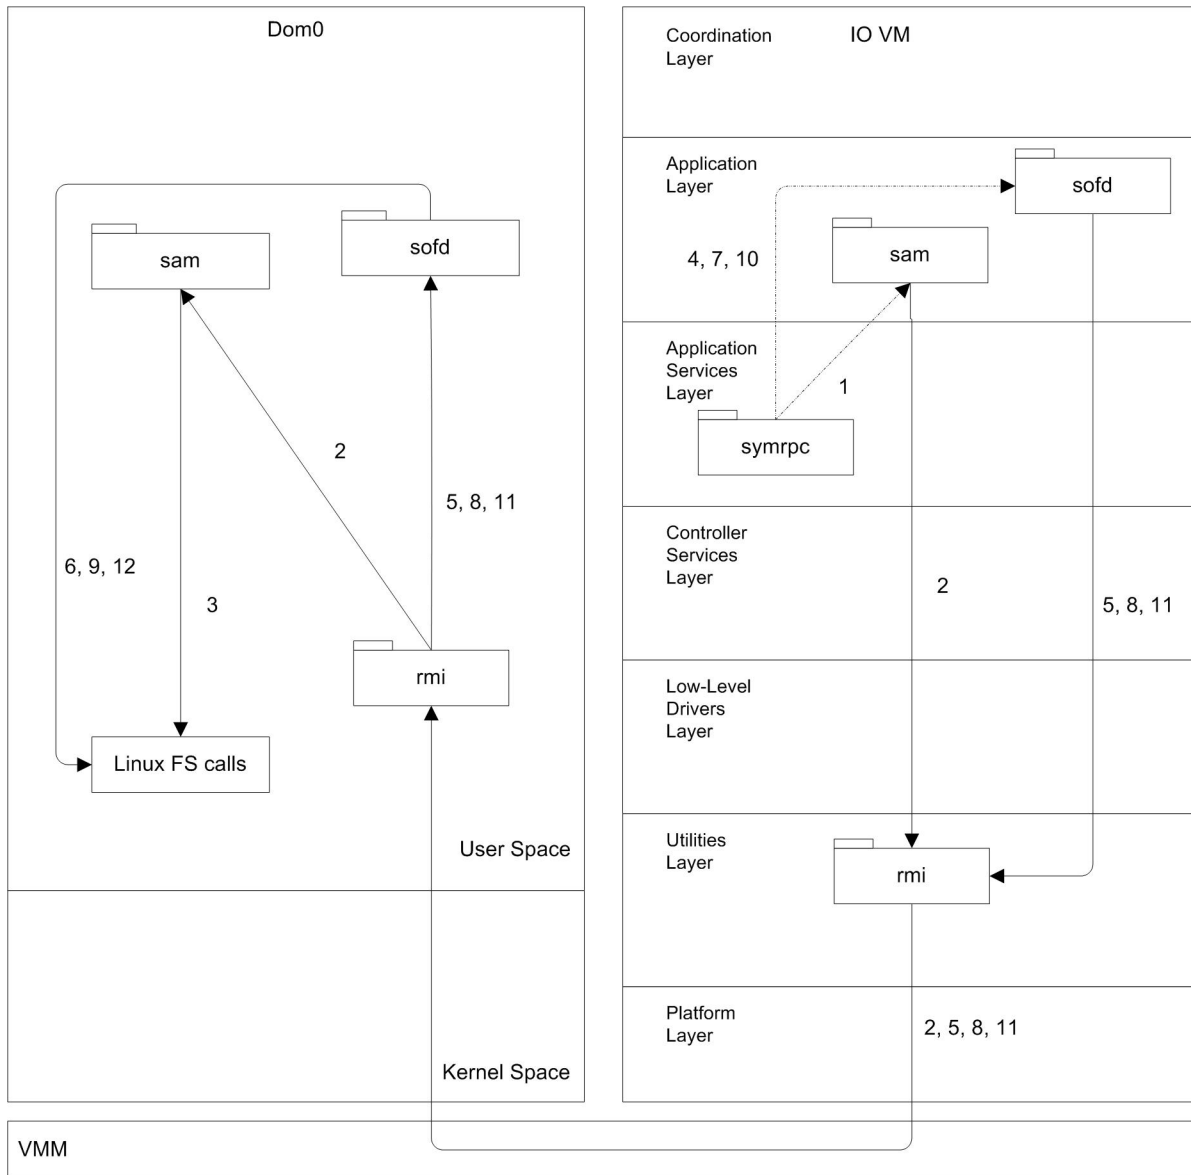 Dom0
sam
sofd
2
5, 8, 11
6, 9, 12
3
rmi
Linux FS calls
User Space
Kernel Space
IO VM
Coordination
Layer
Application
Layer
sofd
sam
4, 7, 10
Application
Services
Layer
1
symrpc
Controller
Services
Layer
2
5, 8, 11
Low-Level
Drivers
Layer
Utilities
Layer
rmi
Platform
Layer
2, 5, 8, 11
VMM